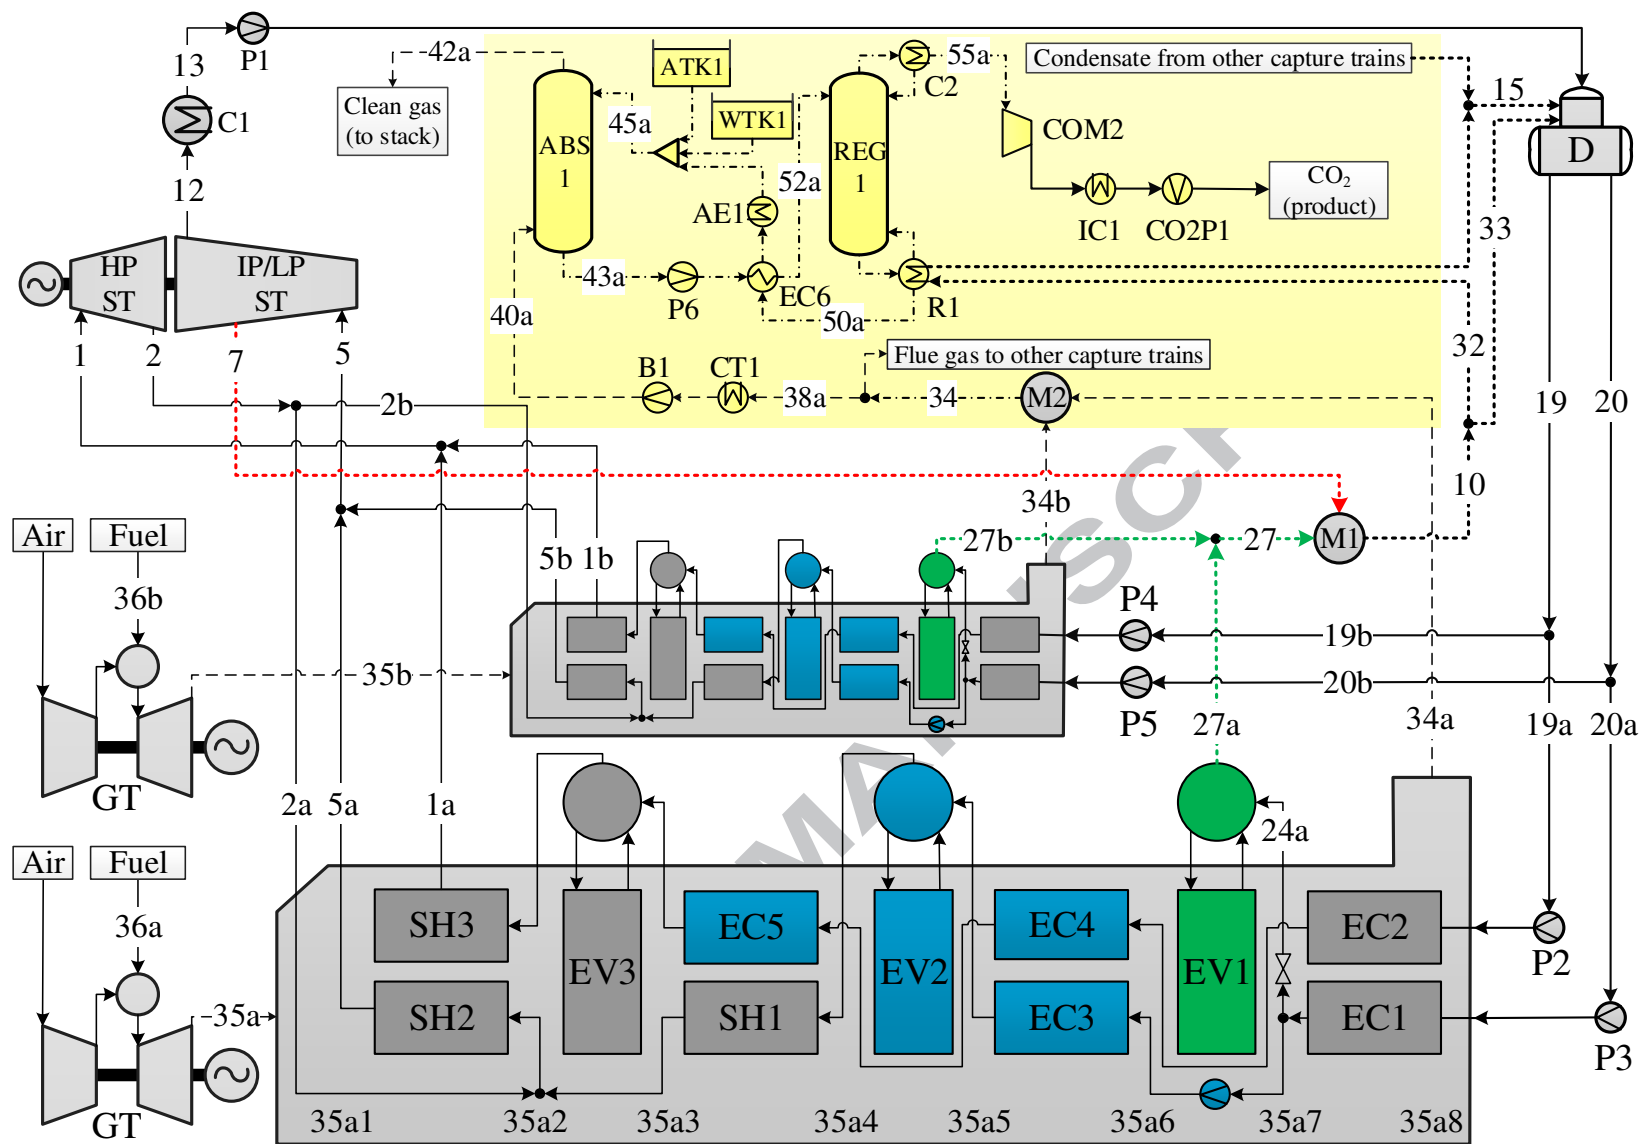 13
P1
42a
ATK1
55a
Condensate from other capture trains
C2
15
Clean gas
(to stack)
WTK1
C1
45a
COM2
ABS
1
REG
1
D
12
52a
CO₂
(product)
AE1
IC1
CO2P1
33
HP
ST
IP/LP
ST
43a
P6
EC6
R1
40a
50a
1
2
7
5
Flue gas to other capture trains
32
B1
CT1
38a
34
M2
19
20
2b
10
34b
Air
Fuel
5b
1b
27b
27
M1
36b
P4
19b
35b
20b
P5
GT
27a
34a
19a
20a
2a
5a
1a
24a
Air
Fuel
SH3
EC5
EC4
EC2
36a
EV3
EV2
EV1
P2
SH2
SH1
EC3
EC1
35a
P3
GT
35a1
35a2
35a3
35a4
35a5
35a6
35a7
35a8